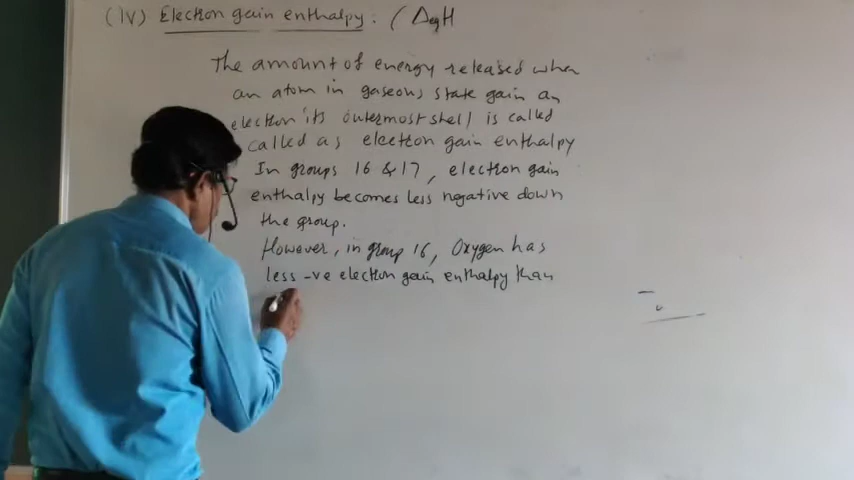 (iv) Electron gain enthalpy: (ΔegH
The amount of energy released when
an atom in gaseous state gain an
electron its outermost shell is called
called as electron gain enthalpy
In groups 16 & 17, electron gain
enthalpy becomes less negative down
the group.
However, in group 16, Oxygen has
less -ve electron gain enthalpy than